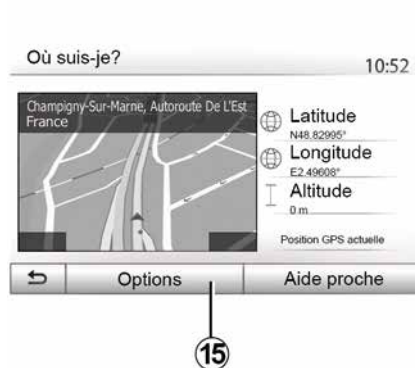 Où suis-je?
10:52
Champigny-Sur-Marne, Autoroute De L'Est
France
Latitude
N48.82995°
Longitude
E2.49608°
Altitude
0 m
Position GPS actuelle
Options
Aide proche
15